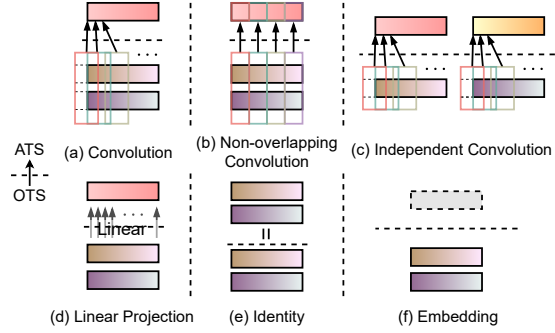 (a) Convolution
(b) Non-overlapping
Convolution
(c) Independent Convolution
ATS
OTS
Linear
(d) Linear Projection
(e) Identity
(f) Embedding